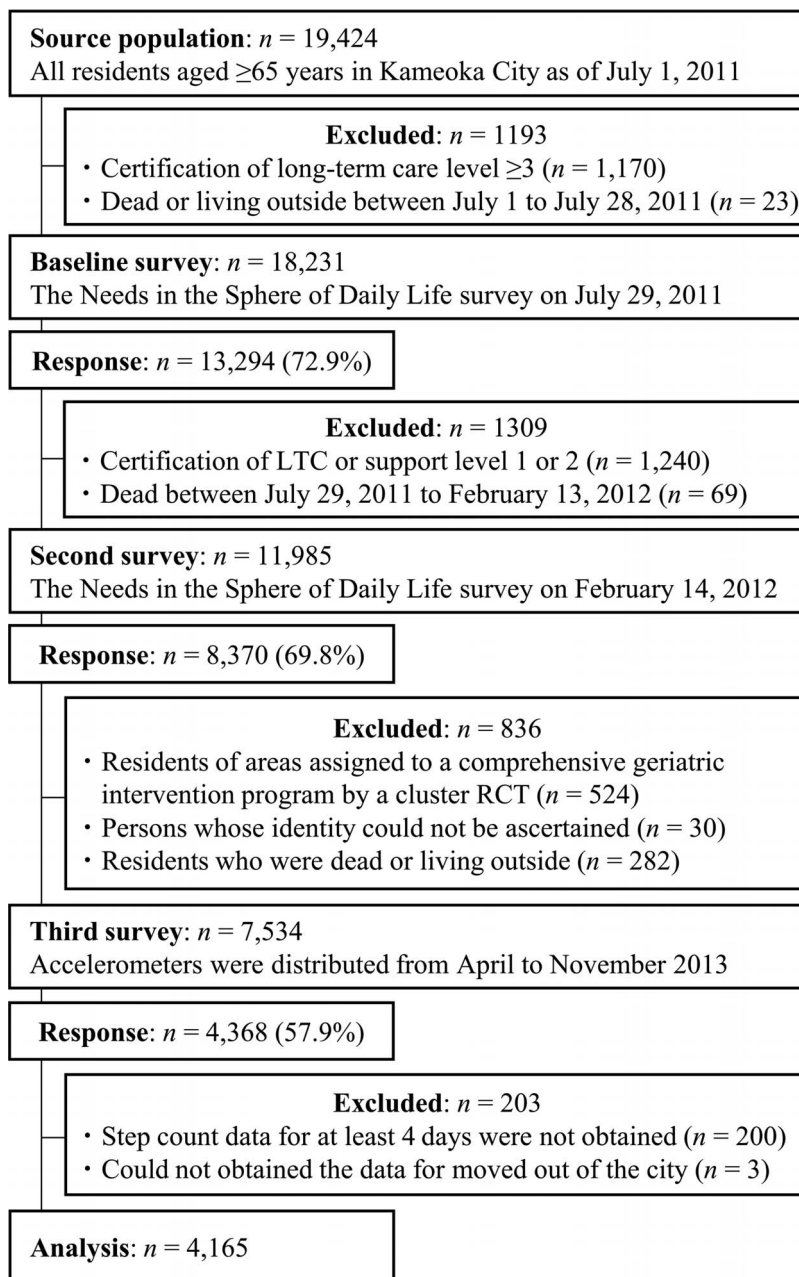 Source population: n = 19,424
All residents aged ≥65 years in Kameoka City as of July 1, 2011
Excluded: n = 1193
・Certification of long-term care level ≥3 (n = 1,170)
・Dead or living outside between July 1 to July 28, 2011 (n = 23)
Baseline survey: n = 18,231
The Needs in the Sphere of Daily Life survey on July 29, 2011
Response: n = 13,294 (72.9%)
Excluded: n = 1309
・Certification of LTC or support level 1 or 2 (n = 1,240)
・Dead between July 29, 2011 to February 13, 2012 (n = 69)
Second survey: n = 11,985
The Needs in the Sphere of Daily Life survey on February 14, 2012
Response: n = 8,370 (69.8%)
Excluded: n = 836
・Residents of areas assigned to a comprehensive geriatric
intervention program by a cluster RCT (n = 524)
・Persons whose identity could not be ascertained (n = 30)
・Residents who were dead or living outside (n = 282)
Third survey: n = 7,534
Accelerometers were distributed from April to November 2013
Response: n = 4,368 (57.9%)
Excluded: n = 203
・Step count data for at least 4 days were not obtained (n = 200)
・Could not obtained the data for moved out of the city (n = 3)
Analysis: n = 4,165